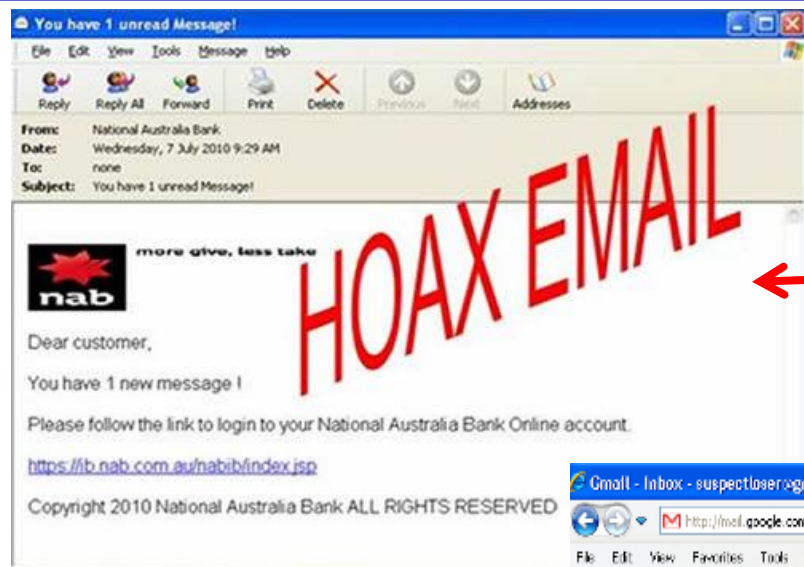 You have 1 unread Message!
File Edit View Tools Message Help
Reply Reply All Forward Print Delete Previous Next Addresses
From: National Australia Bank
Date: Wednesday, 7 July 2010 9:29 AM
To: none
Subject: You have 1 unread Message!
HOAX EMAIL
more give, less take
nab
Dear customer,
You have 1 new message !
Please follow the link to login to your National Australia Bank Online account.
https://ib.nab.com.au/nabib/index.jsp
Copyright 2010 National Australia Bank ALL RIGHTS RESERVED
Gmail - Inbox -
http://mail.google.com
File Edit View Favorites Tools